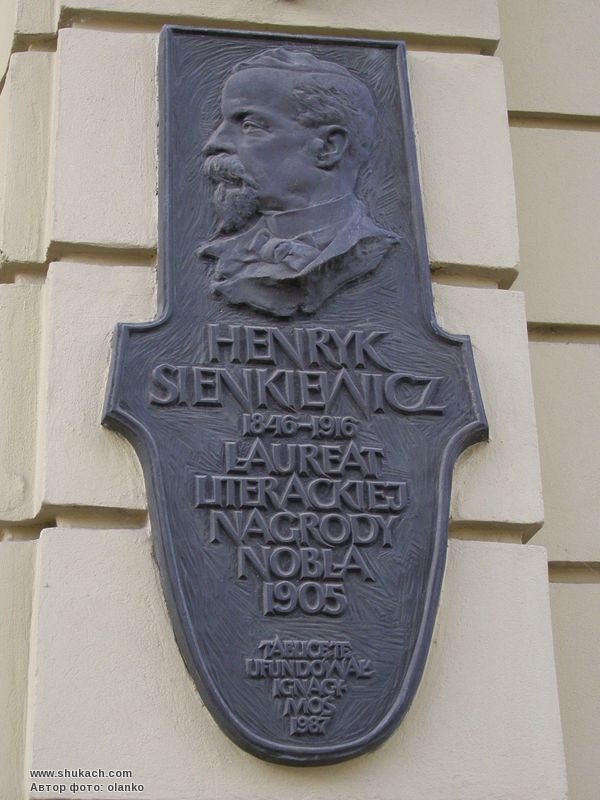 HENRYK
SIENKIEWICZ
1846–1916
LAUREAT
LITERACKIEJ
NAGRODY
NOBLA
1905
TABLICĘ TĘ
UFUNDOWAŁ
IGNACY
MOŚ
1987
www.shukach.com
Автор фото: olanko